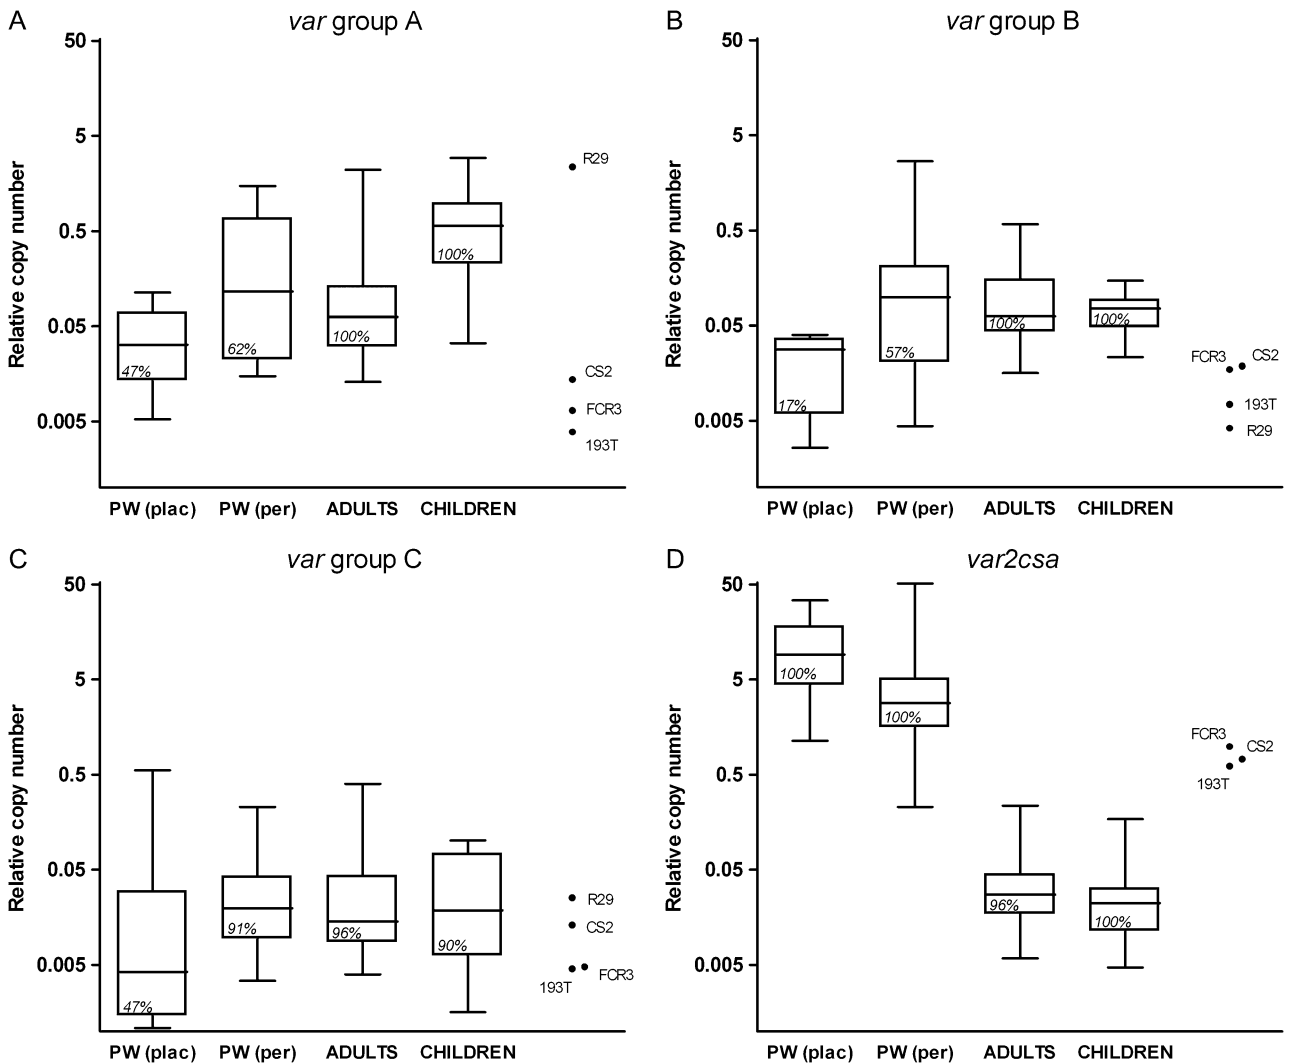 A
var group A
Relative copy number
50
5
0.5
0.05
0.005
47%
62%
100%
100%
R29
CS2
FCR3
193T
PW (plac) PW (per) ADULTS CHILDREN
B
var group B
Relative copy number
50
5
0.5
0.05
0.005
17%
57%
100%
100%
FCR3 CS2
193T
R29
PW (plac) PW (per) ADULTS CHILDREN
C
var group C
Relative copy number
50
5
0.5
0.05
0.005
47%
91%
96%
90%
R29
CS2
FCR3
193T
PW (plac) PW (per) ADULTS CHILDREN
D
var2csa
Relative copy number
50
5
0.5
0.05
0.005
100%
100%
96%
100%
FCR3
CS2
193T
PW (plac) PW (per) ADULTS CHILDREN